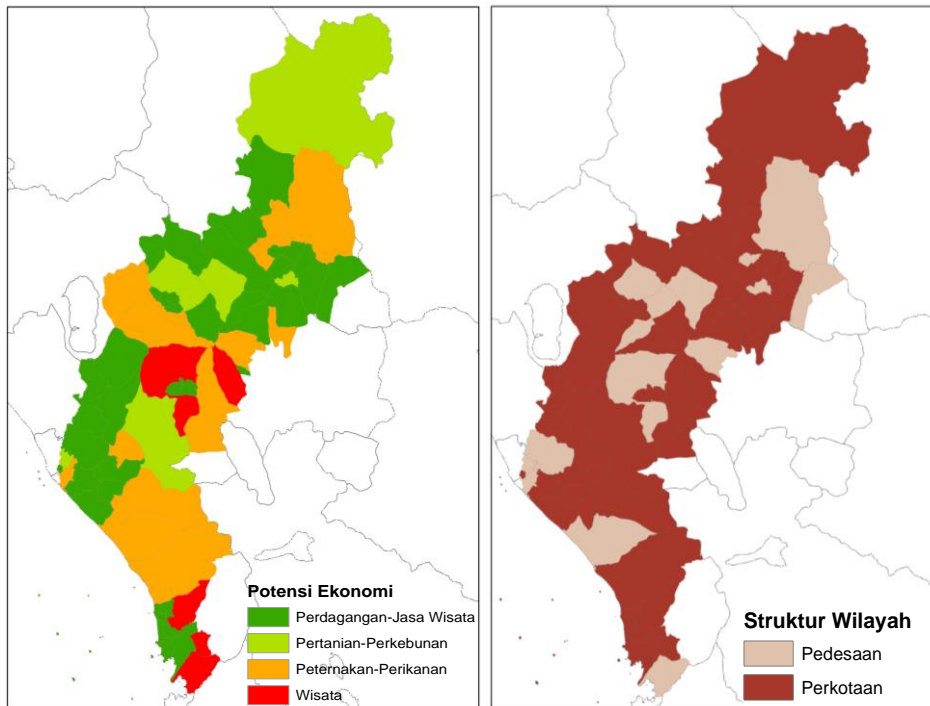 Potensi Ekonomi
Perdagangan-Jasa Wisata
Pertanian-Perkebunan
Peternakan-Perikanan
Wisata
Struktur Wilayah
Pedesaan
Perkotaan